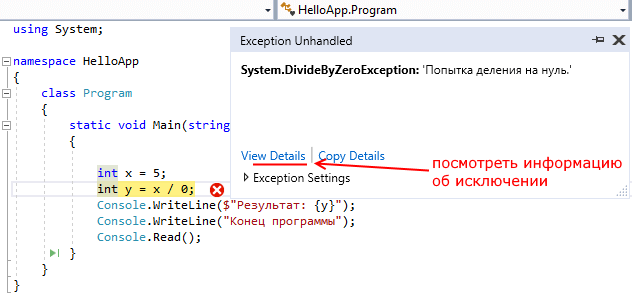 HelloApp.Program
using System;
Exception Unhandled
System.DivideByZeroException: 'Попытка деления на нуль.'
namespace HelloApp
{
class Program
{
static void Main(string
{
View Details | Copy Details
посмотреть информацию
об исключении
Exception Settings
int x = 5;
int y = x / 0;
Console.WriteLine($"Результат: {y}");
Console.WriteLine("Конец программы");
Console.Read();
}
}
}